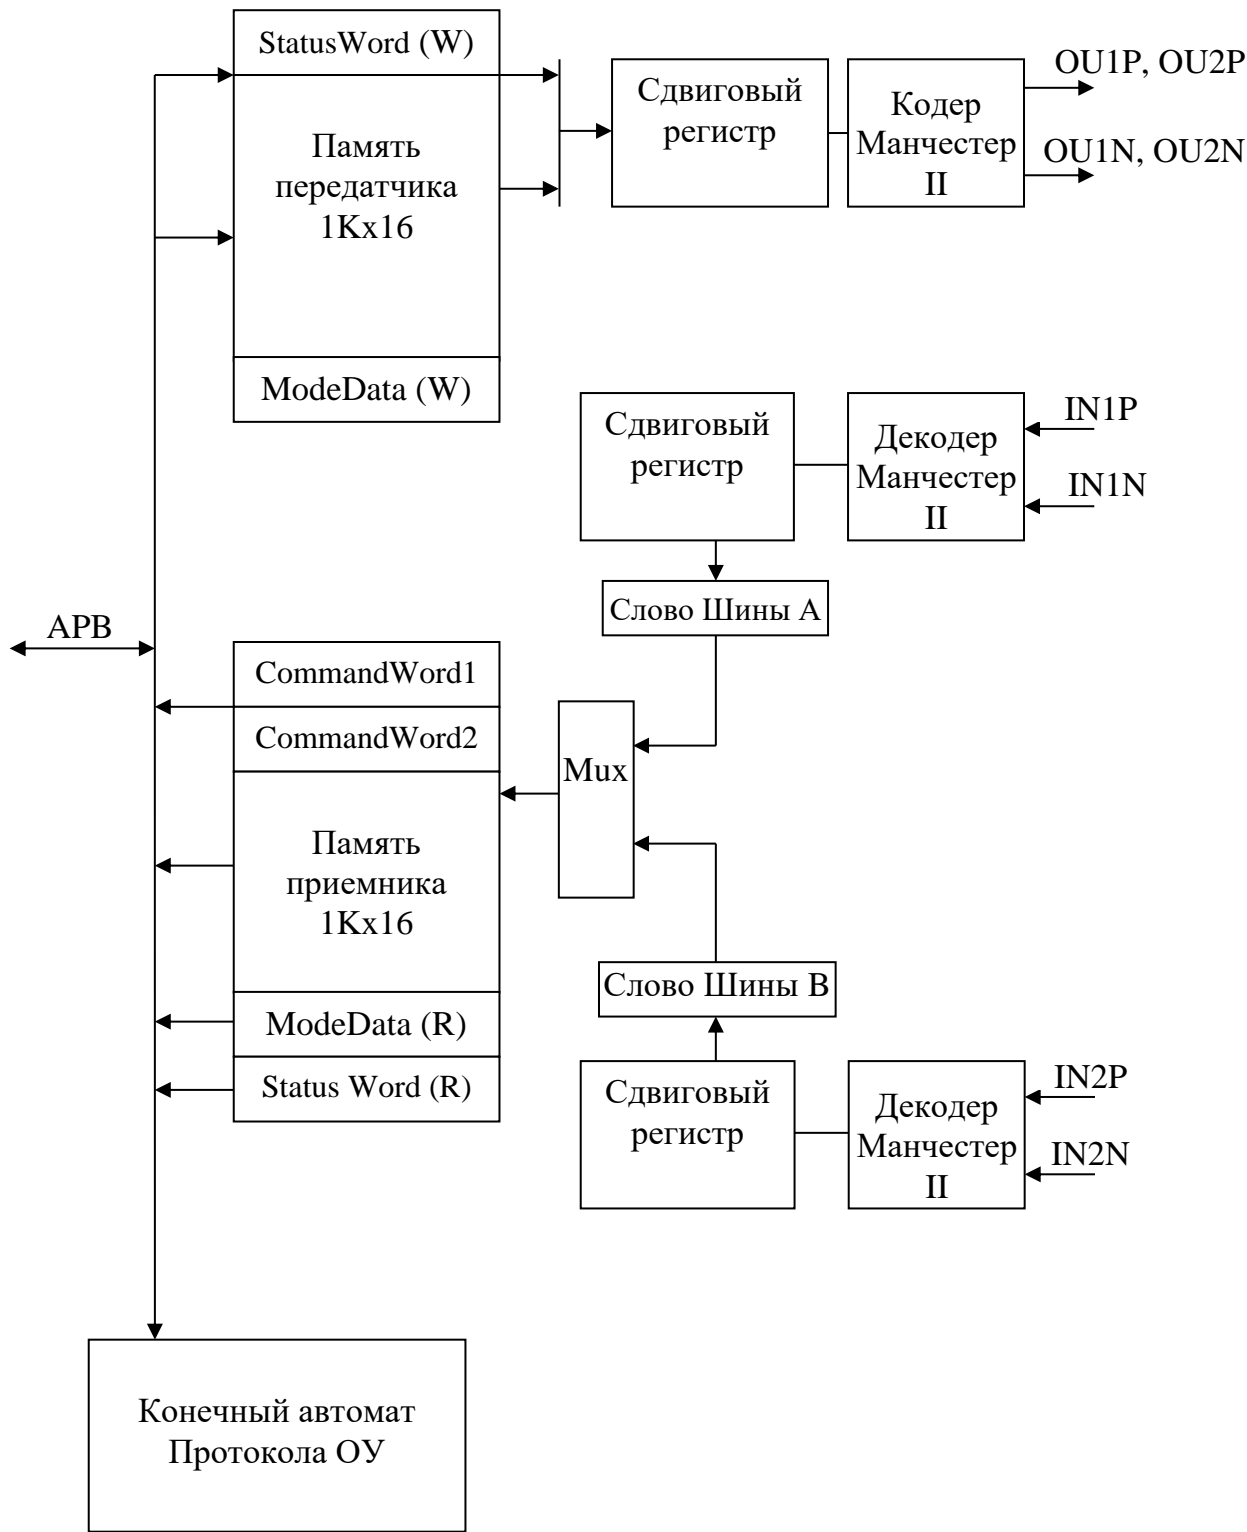 StatusWord (W)
Память
передатчика
1Kx16
ModeData (W)
Сдвиговый
регистр
Кодер
Манчестер
II
OU1P, OU2P
OU1N, OU2N
Сдвиговый
регистр
Декодер
Манчестер
II
IN1P
IN1N
Слово Шины А
APB
CommandWord1
CommandWord2
Память
приемника
1Kx16
ModeData (R)
Status Word (R)
Mux
Слово Шины В
Сдвиговый
регистр
Декодер
Манчестер
II
IN2P
IN2N
Конечный автомат
Протокола ОУ